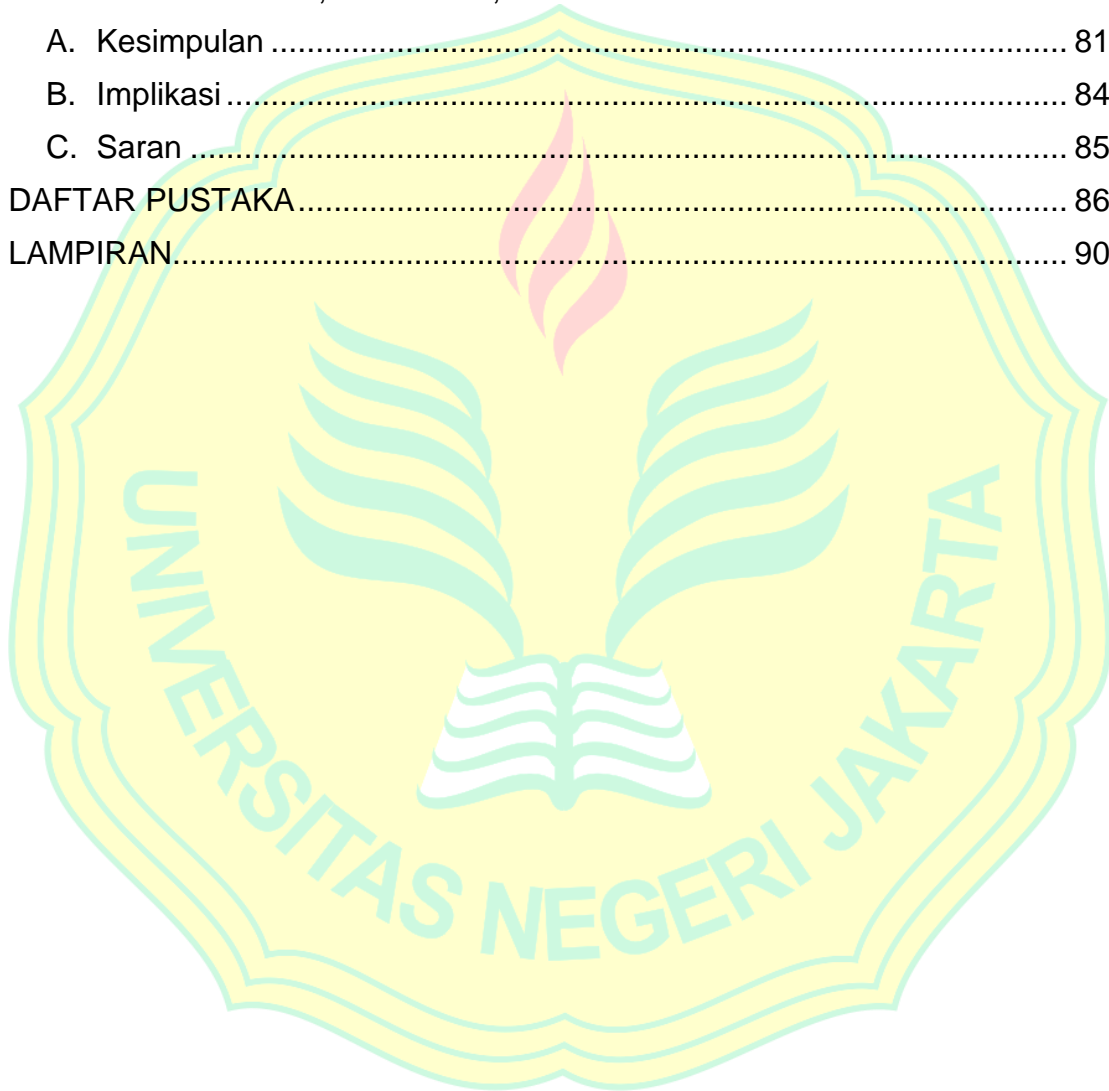 A. Kesimpulan ........................................................................................... 81
B. Implikasi ................................................................................................ 84
C. Saran .................................................................................................... 85
DAFTAR PUSTAKA ....................................................................................... 86
LAMPIRAN ...................................................................................................... 90
UNIVERSITAS NEGERI JAKARTA